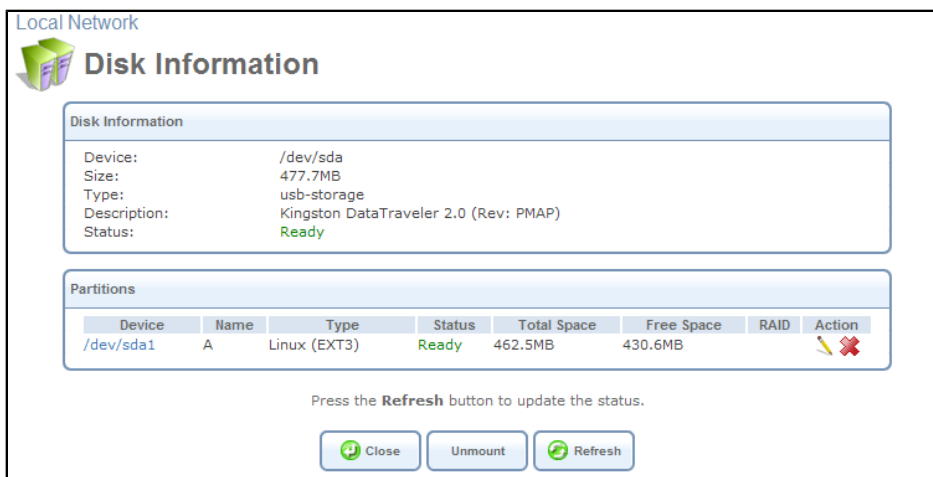 Local Network
Disk Information
Disk Information
Device: /dev/sda
Size: 477.7MB
Type: usb-storage
Description: Kingston DataTraveler 2.0 (Rev: PMAP)
Status: Ready
Partitions
Device Name Type Status Total Space Free Space RAID Action
/dev/sda1 A Linux (EXT3) Ready 462.5MB 430.6MB
Press the Refresh button to update the status.
Close Unmount Refresh